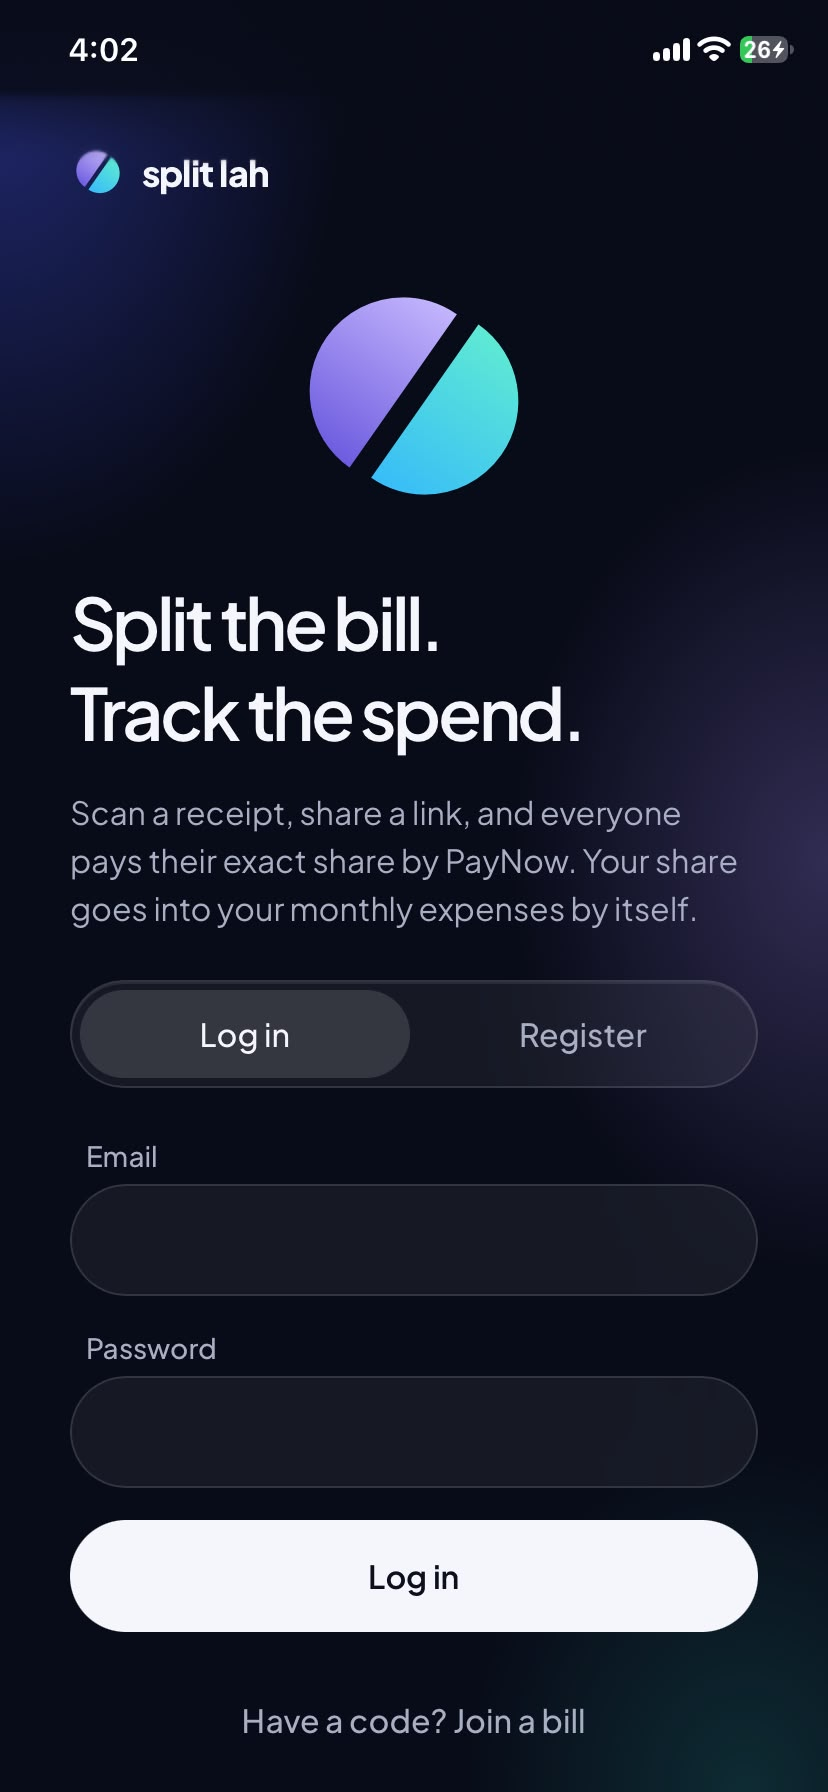 4:02
26
split lah
Split the bill.
Track the spend.
Scan a receipt, share a link, and everyone
pays their exact share by PayNow. Your share
goes into your monthly expenses by itself.
Log in
Register
Email
Password
Log in
Have a code? Join a bill